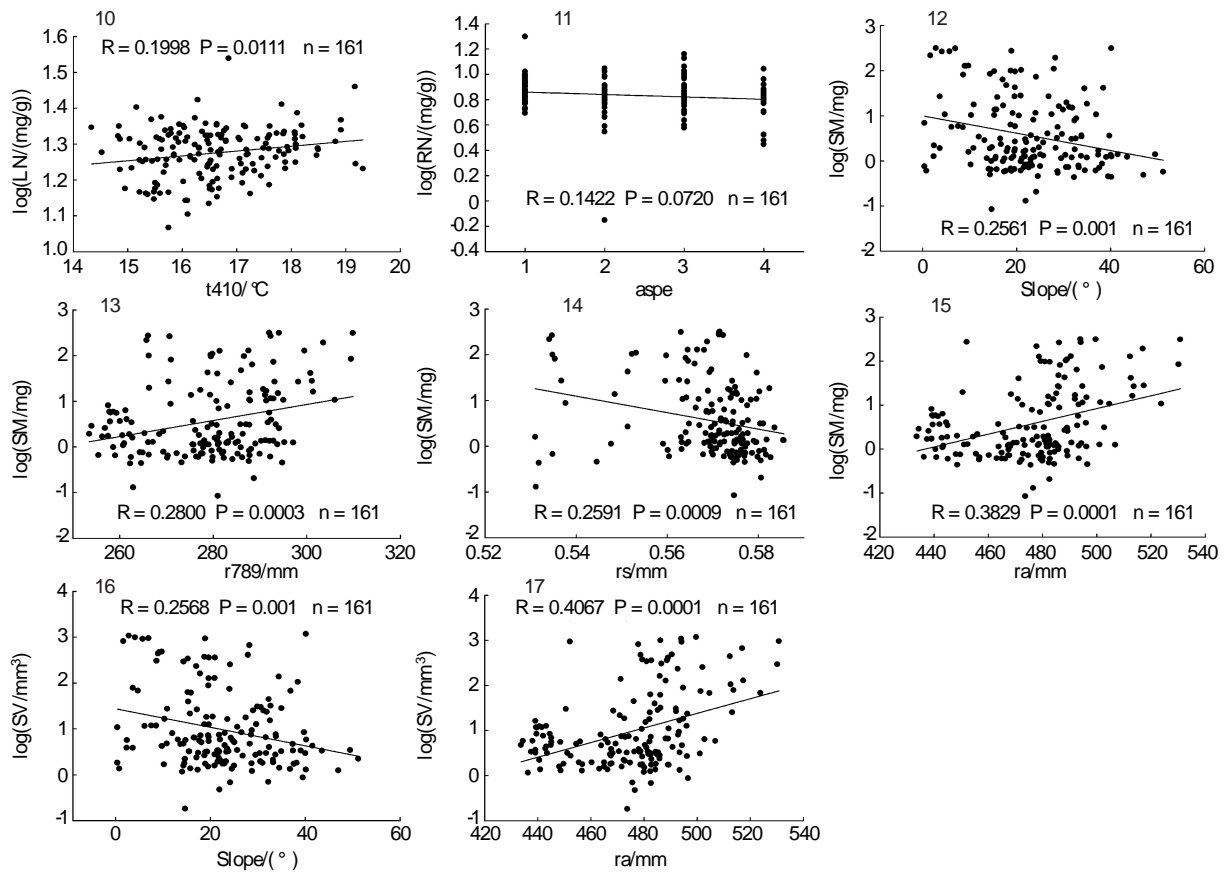 10
R = 0.1998 P = 0.0111 n = 161
log(LN/(mg/g))
1.6
1.5
1.4
1.3
1.2
1.1
1.0
14 15 16 17 18 19 20
t410/ °C
11
log(RN/(mg/g))
1.4
1.2
1.0
0.8
0.6
0.4
0.2
0
-0.2
-0.4
R = 0.1422 P = 0.0720 n = 161
1 2 3 4
aspe
12
log(SM/mg)
3
2
1
0
-1
-2
R = 0.2561 P = 0.001 n = 161
0 20 40 60
Slope/( ° )
13
log(SM/mg)
3
2
1
0
-1
-2
R = 0.2800 P = 0.0003 n = 161
260 280 300 320
r789/mm
14
log(SM/mg)
3
2
1
0
-1
-2
R = 0.2591 P = 0.0009 n = 161
0.52 0.54 0.56 0.58
rs/mm
15
log(SM/mg)
3
2
1
0
-1
-2
R = 0.3829 P = 0.0001 n = 161
420 440 460 480 500 520 540
ra/mm
16
R = 0.2568 P = 0.001 n = 161
log(SV/mm³)
4
3
2
1
0
-1
0 20 40 60
Slope/( ° )
17
R = 0.4067 P = 0.0001 n = 161
log(SV/mm³)
4
3
2
1
0
-1
420 440 460 480 500 520 540
ra/mm